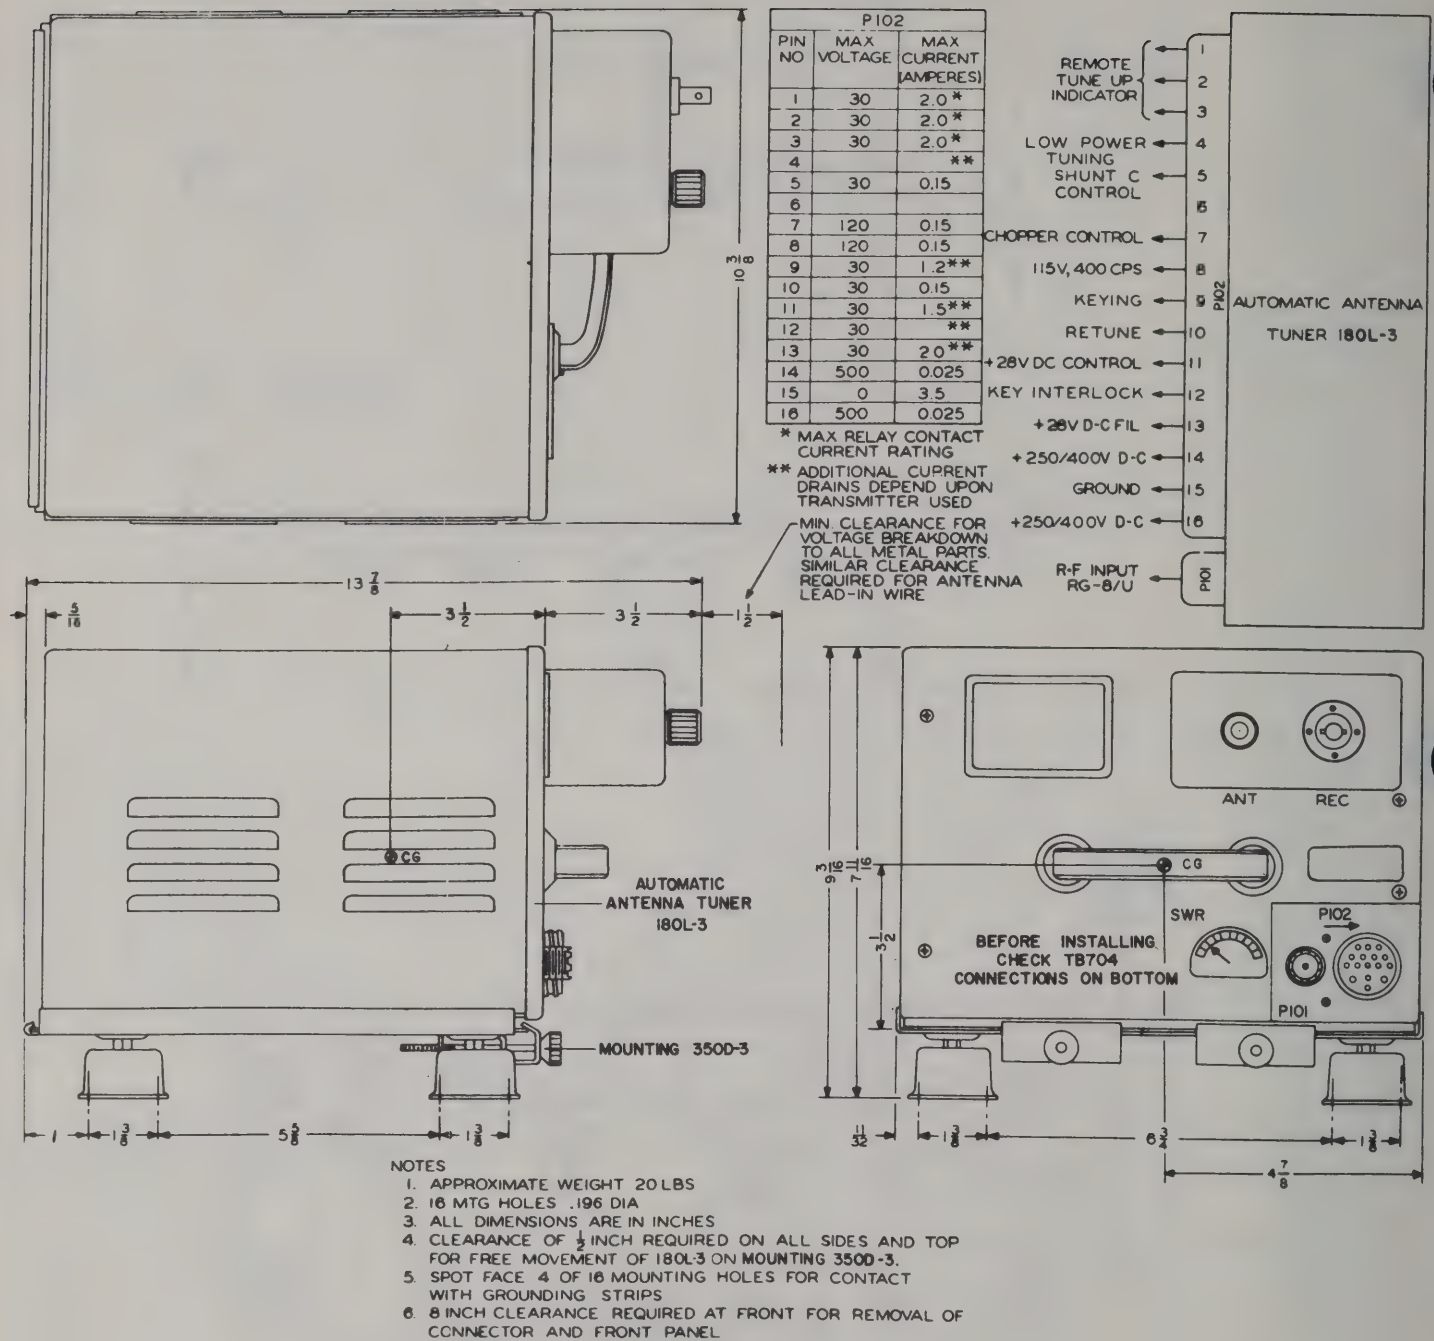 P102
PIN NO	MAX VOLTAGE	MAX CURRENT (AMPERES)
1	30	2.0*
2	30	2.0*
3	30	2.0*
4		**
5	30	0.15
6
7	120	0.15
8	120	0.15
9	30	1.2**
10	30	0.15
11	30	1.5**
12	30	**
13	30	20**
14	500	0.025
15	0	3.5
16	500	0.025
* MAX RELAY CONTACT
CURRENT RATING
** ADDITIONAL CURRENT
DRAINS DEPEND UPON
TRANSMITTER USED
MIN. CLEARANCE FOR
VOLTAGE BREAKDOWN
TO ALL METAL PARTS.
SIMILAR CLEARANCE
REQUIRED FOR ANTENNA
LEAD-IN WIRE
10 3/8
REMOTE
TUNE UP
INDICATOR
1
2
3
LOW POWER 4
TUNING
SHUNT C 5
CONTROL
6
CHOPPER CONTROL 7
115V, 400 CPS 8
KEYING 9
RETUNE 10
+28V DC CONTROL 11
KEY INTERLOCK 12
+28V D-C FIL 13
+250/400V D-C 14
GROUND 15
+250/400V D-C 16
P102
R-F INPUT
RG-8/U
P101
AUTOMATIC ANTENNA
TUNER 180L-3
13 7/8
5/16
3 1/2
3 1/2
1 1/2
CG
AUTOMATIC
ANTENNA TUNER
180L-3
MOUNTING 350D-3
1
1 3/8
5 5/8
1 3/8
9 3/16
7 11/16
3 1/2
ANT
REC
CG
SWR
P102
BEFORE INSTALLING
CHECK TB704
CONNECTIONS ON BOTTOM
P101
11/32
1 3/8
6 3/4
1 3/8
4 7/8
NOTES
1. APPROXIMATE WEIGHT 20 LBS
2. 16 MTG HOLES .196 DIA
3. ALL DIMENSIONS ARE IN INCHES
4. CLEARANCE OF 1/2 INCH REQUIRED ON ALL SIDES AND TOP
FOR FREE MOVEMENT OF 180L-3 ON MOUNTING 350D-3.
5. SPOT FACE 4 OF 16 MOUNTING HOLES FOR CONTACT
WITH GROUNDING STRIPS
6. 8 INCH CLEARANCE REQUIRED AT FRONT FOR REMOVAL OF
CONNECTOR AND FRONT PANEL